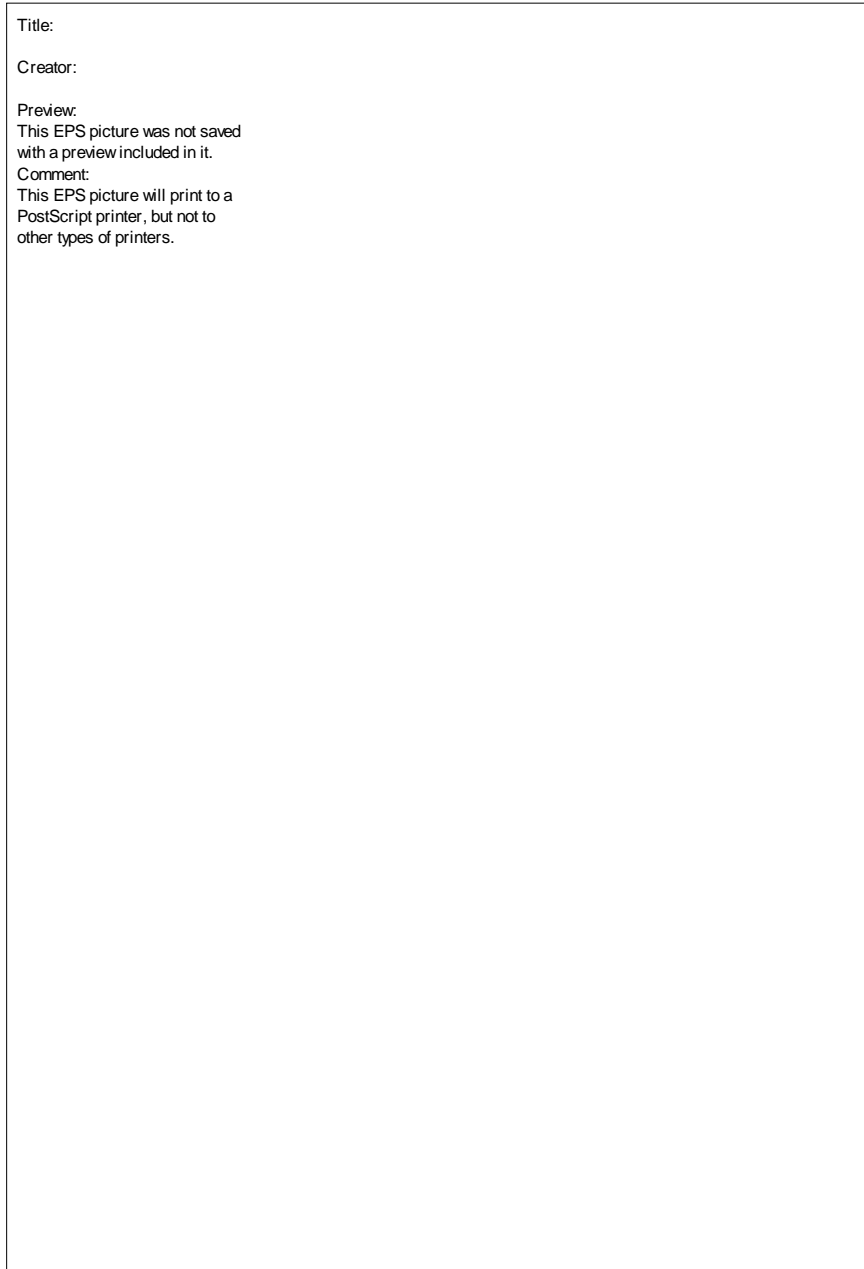 Title:
Creator:
Preview:
This EPS picture was not saved
with a preview included in it.
Comment:
This EPS picture will print to a
PostScript printer, but not to
other types of printers.